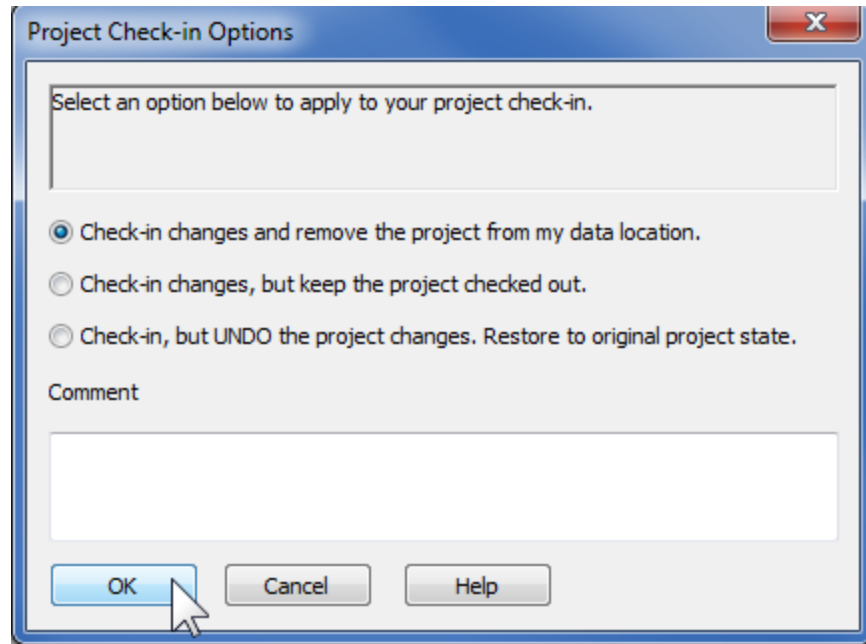 Project Check-in Options
Select an option below to apply to your project check-in.
Check-in changes and remove the project from my data location.
Check-in changes, but keep the project checked out.
Check-in, but UNDO the project changes. Restore to original project state.
Comment
OK Cancel Help